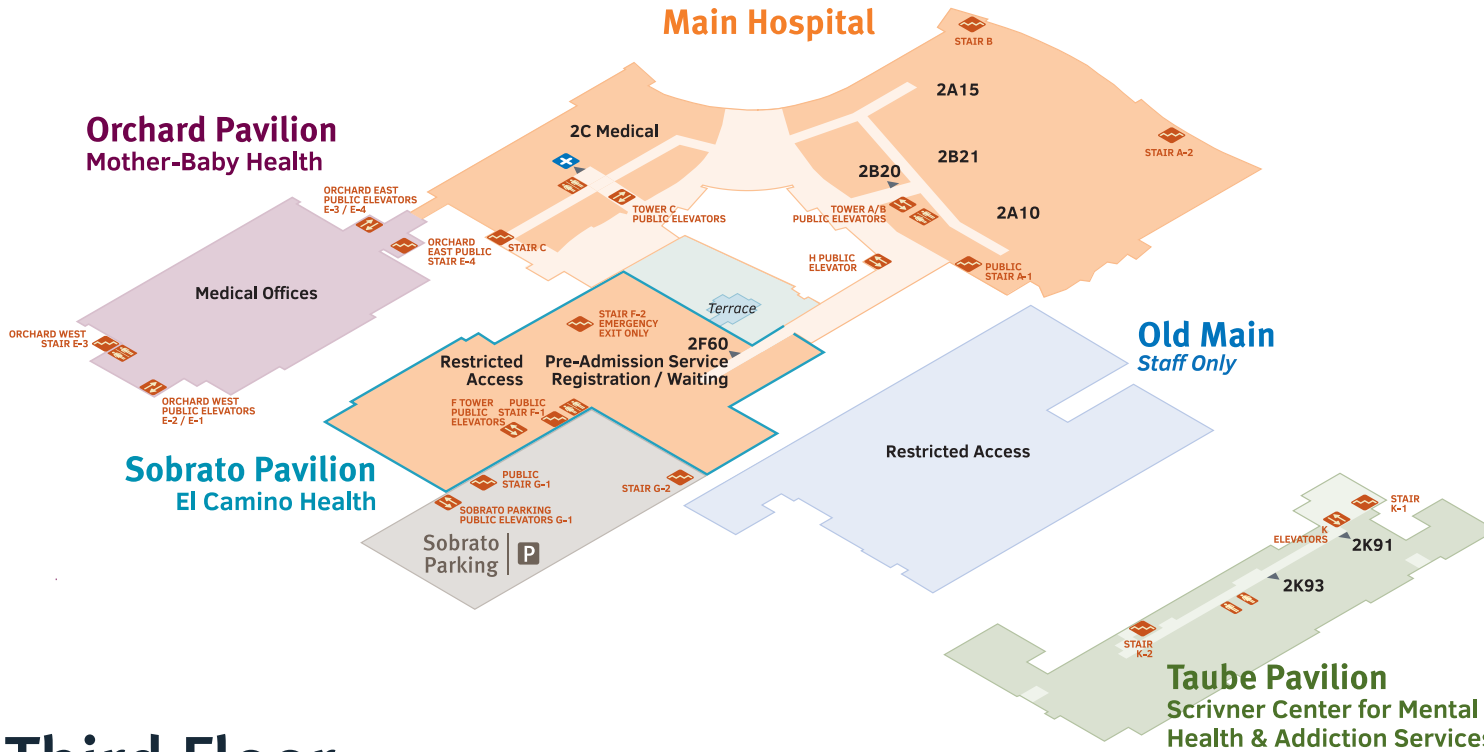 Main Hospital
STAIR B
2A15
Orchard Pavilion
Mother-Baby Health
2C Medical
STAIR A-2
2B21
2B20
ORCHARD EAST
PUBLIC ELEVATORS
E-3 / E-4
TOWER C
PUBLIC ELEVATORS
TOWER A/B
PUBLIC ELEVATORS
2A10
ORCHARD
EAST PUBLIC
STAIR E-4
STAIR C
H PUBLIC
ELEVATOR
PUBLIC
STAIR A-1
Medical Offices
Terrace
STAIR F-2
EMERGENCY
EXIT ONLY
ORCHARD WEST
STAIR E-3
2F60
Restricted
Access
Pre-Admission Service
Registration / Waiting
Old Main
Staff Only
ORCHARD WEST
PUBLIC ELEVATORS
E-2 / E-1
F TOWER
PUBLIC
ELEVATORS
PUBLIC
STAIR F-1
Restricted Access
Sobrato Pavilion
El Camino Health
PUBLIC
STAIR G-1
STAIR G-2
SOBRATO PARKING
PUBLIC ELEVATORS G-1
Sobrato
Parking
P
STAIR
K-1
K
ELEVATORS
2K91
2K93
STAIR
K-2
Taube Pavilion
Scrivner Center for Mental
Health & Addiction Services
Third Floor